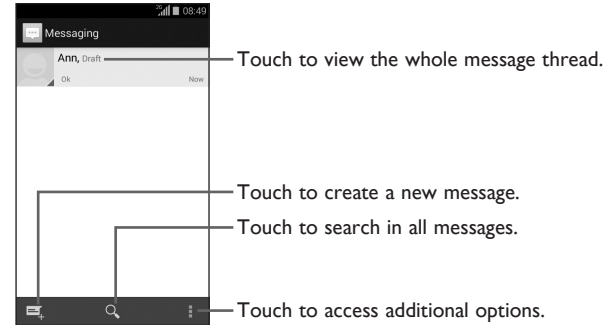 2G 08:49
Messaging
Ann, Draft
Ok Now
Touch to view the whole message thread.
Touch to create a new message.
Touch to search in all messages.
Touch to access additional options.